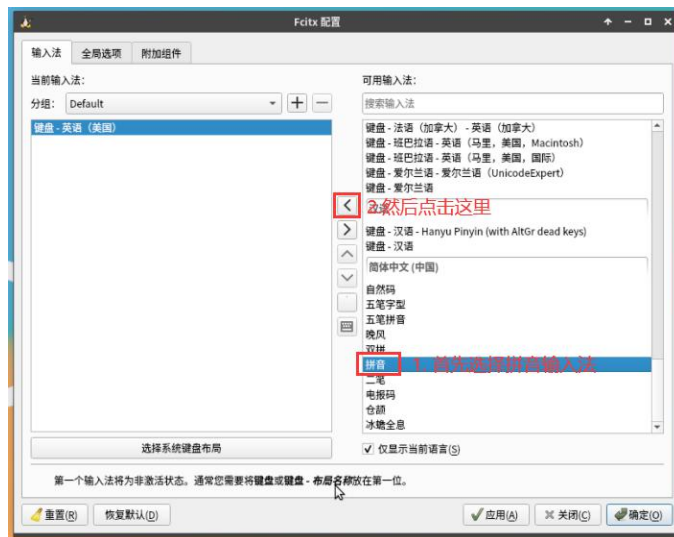 Fcitx 配置
输入法
全局选项
附加组件
当前输入法:
可用输入法:
分组:
Default
搜索输入法
键盘 - 英语（美国）
键盘 - 法语（加拿大）- 英语（加拿大）
键盘 - 班巴拉语 - 英语（马里，美国，Macintosh）
键盘 - 班巴拉语 - 英语（马里，美国，国际）
键盘 - 爱尔兰语 - 爱尔兰语（UnicodeExpert）
键盘 - 爱尔兰语
汉语
2.然后点击这里
键盘 - 汉语 - Hanyu Pinyin (with AltGr dead keys)
键盘 - 汉语
简体中文 (中国)
自然码
五笔字型
五笔拼音
晚风
双拼
拼音
1. 首先选择拼音输入法
二笔
电报码
仓颉
冰蟾全息
选择系统键盘布局
仅显示当前语言(S)
第一个输入法将为非激活状态。通常您需要将键盘或键盘 - 布局名称放在第一位。
重置(R)
恢复默认(D)
应用(A)
关闭(C)
确定(O)